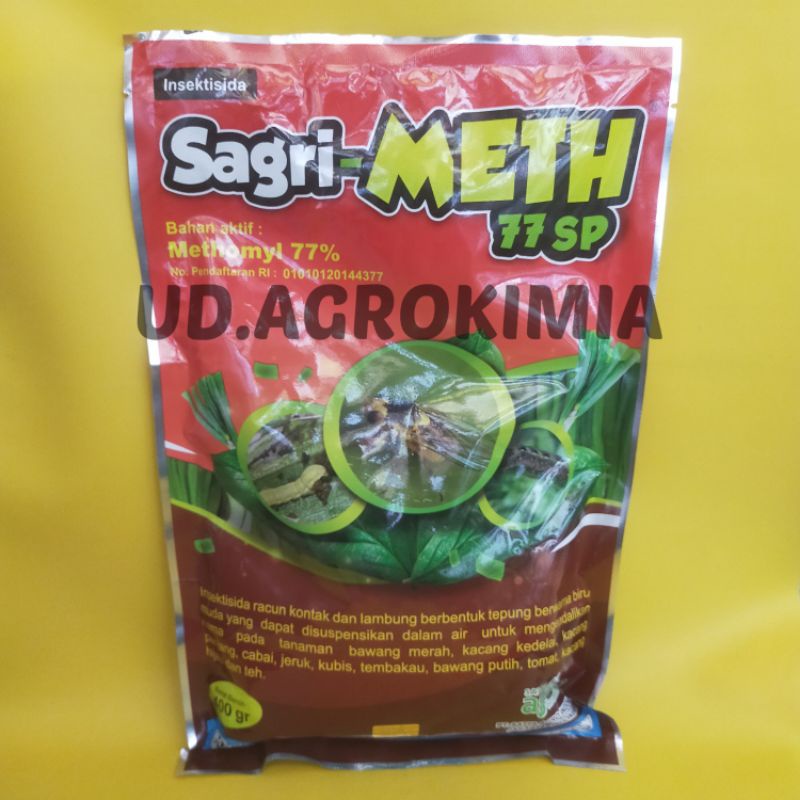 Insektisida
Sagri-METH
77 SP
Bahan aktif :
Methomyl 77%
No. Pendaftaran RI : 01010120144377
UD.AGROKIMIA
Insektisida racun kontak dan lambung berbentuk tepung berwarna biru
muda yang dapat disuspensikan dalam air untuk mengendalikan
hama pada tanaman bawang merah, kacang kedelai, kacang
panjang, cabai, jeruk, kubis, tembakau, bawang putih, tomat, kacang
dan teh.
400 gr